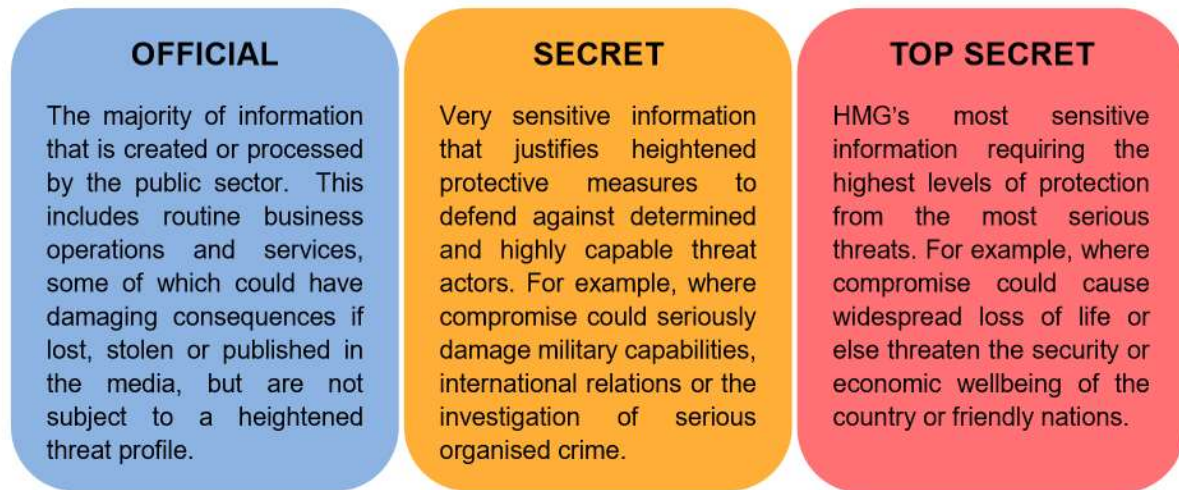 OFFICIAL
The majority of information
that is created or processed
by the public sector. This
includes routine business
operations and services,
some of which could have
damaging consequences if
lost, stolen or published in
the media, but are not
subject to a heightened
threat profile.
SECRET
Very sensitive information
that justifies heightened
protective measures to
defend against determined
and highly capable threat
actors. For example, where
compromise could seriously
damage military capabilities,
international relations or the
investigation of serious
organised crime.
TOP SECRET
HMG's most sensitive
information requiring the
highest levels of protection
from the most serious
threats. For example, where
compromise could cause
widespread loss of life or
else threaten the security or
economic wellbeing of the
country or friendly nations.